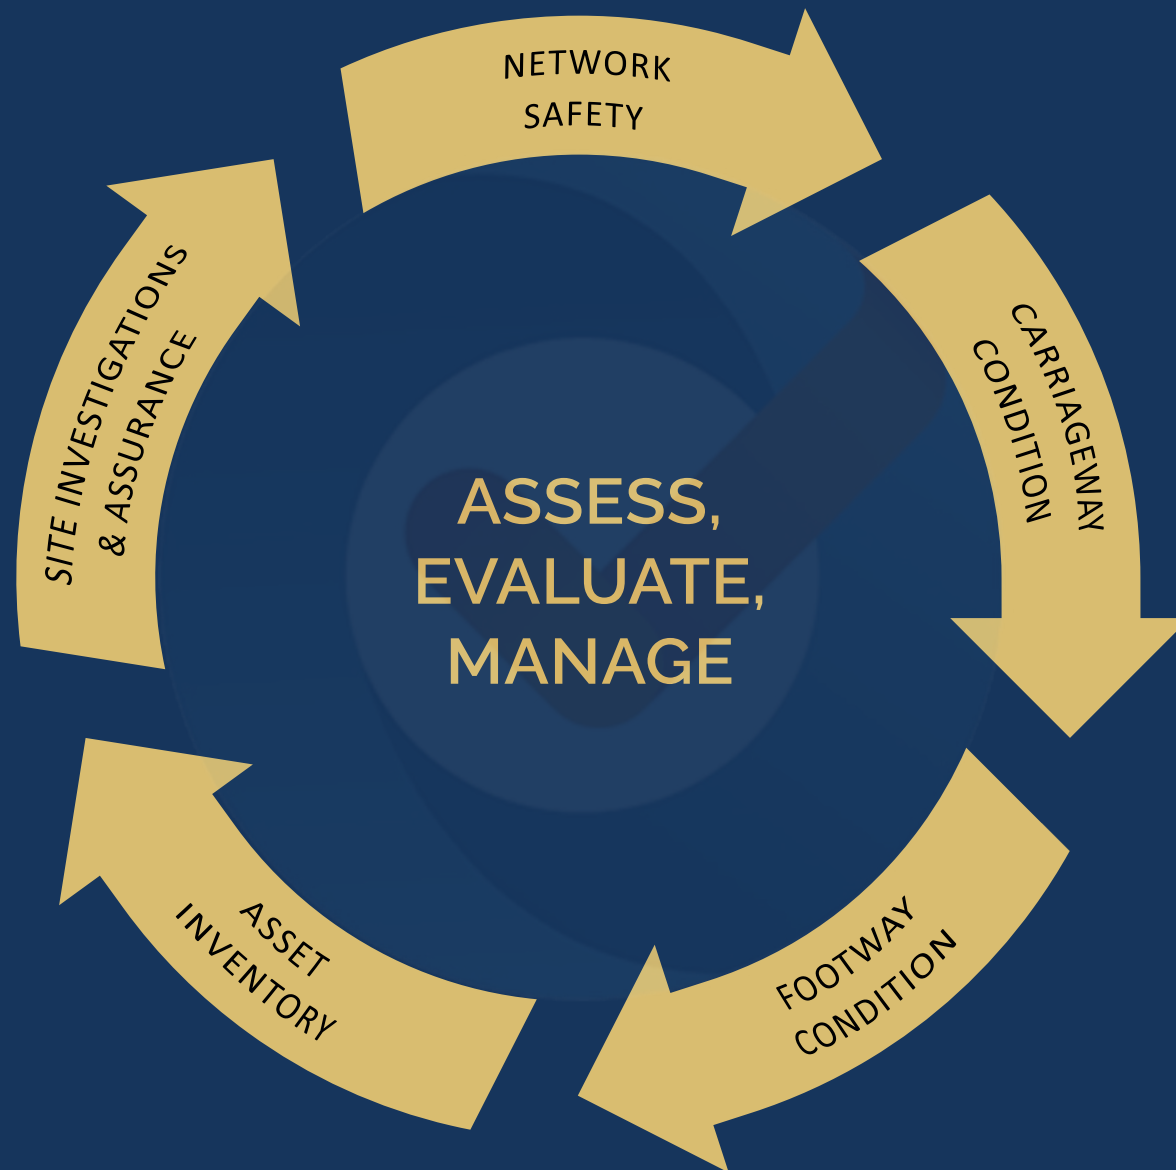 NETWORK
SAFETY
CARRIAGEWAY
CONDITION
FOOTWAY
CONDITION
ASSET
INVENTORY
SITE INVESTIGATIONS
& ASSURANCE
ASSESS,
EVALUATE,
MANAGE